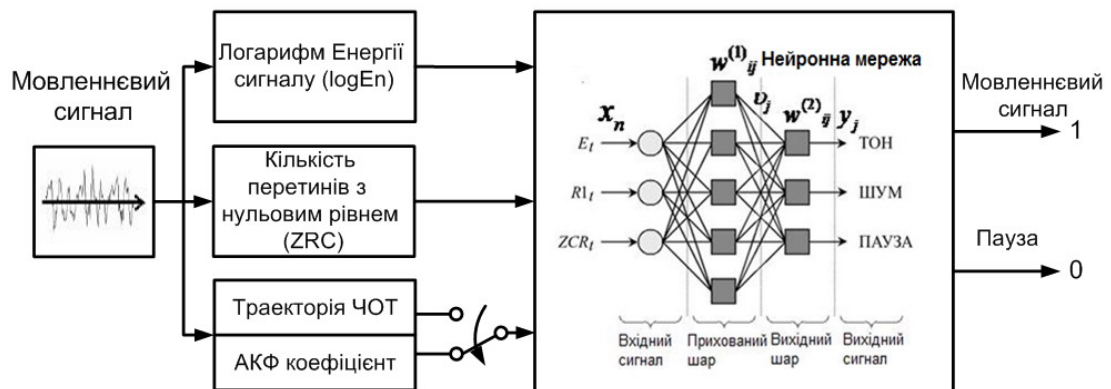 Мовленнєвий
сигнал
Логарифм Енергії
сигналу (logEn)
Кількість
перетинів з
нульовим рівнем
(ZRC)
Траекторія ЧОТ
АКФ коефіцієнт
w⁽¹⁾ij Нейронна мережа
xn
υj
w⁽²⁾ij
yj
Et
R1t
ZCRt
ТОН
ШУМ
ПАУЗА
Вхідний
сигнал
Прихований
шар
Вихідний
шар
Вихідний
сигнал
Мовленнєвий
сигнал
1
Пауза
0